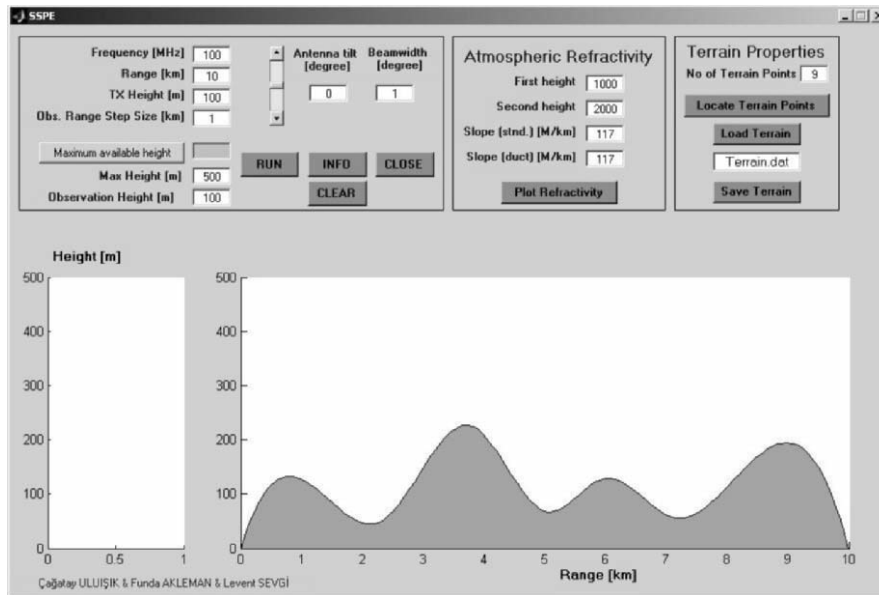 SSPE
Frequency [MHz] 100
Range [km] 10
TX Height [m] 100
Obs. Range Step Size [km] 1
Antenna tilt [degree]
0
Beamwidth [degree]
1
Maximum available height
Max Height [m] 500
Observation Height [m] 100
RUN INFO CLOSE
CLEAR
Atmospheric Refractivity
First height 1000
Second height 2000
Slope (stnd.) [M/km] 117
Slope (duct) [M/km] 117
Plot Refractivity
Terrain Properties
No of Terrain Points 9
Locate Terrain Points
Load Terrain
Terrain.dat
Save Terrain
Height [m]
500
400
300
200
100
0
0 0.5 1
500
400
300
200
100
0
0 1 2 3 4 5 6 7 8 9 10
Range [km]
Çağatay ULUIŞIK & Funda AKLEMAN & Levent SEVGİ